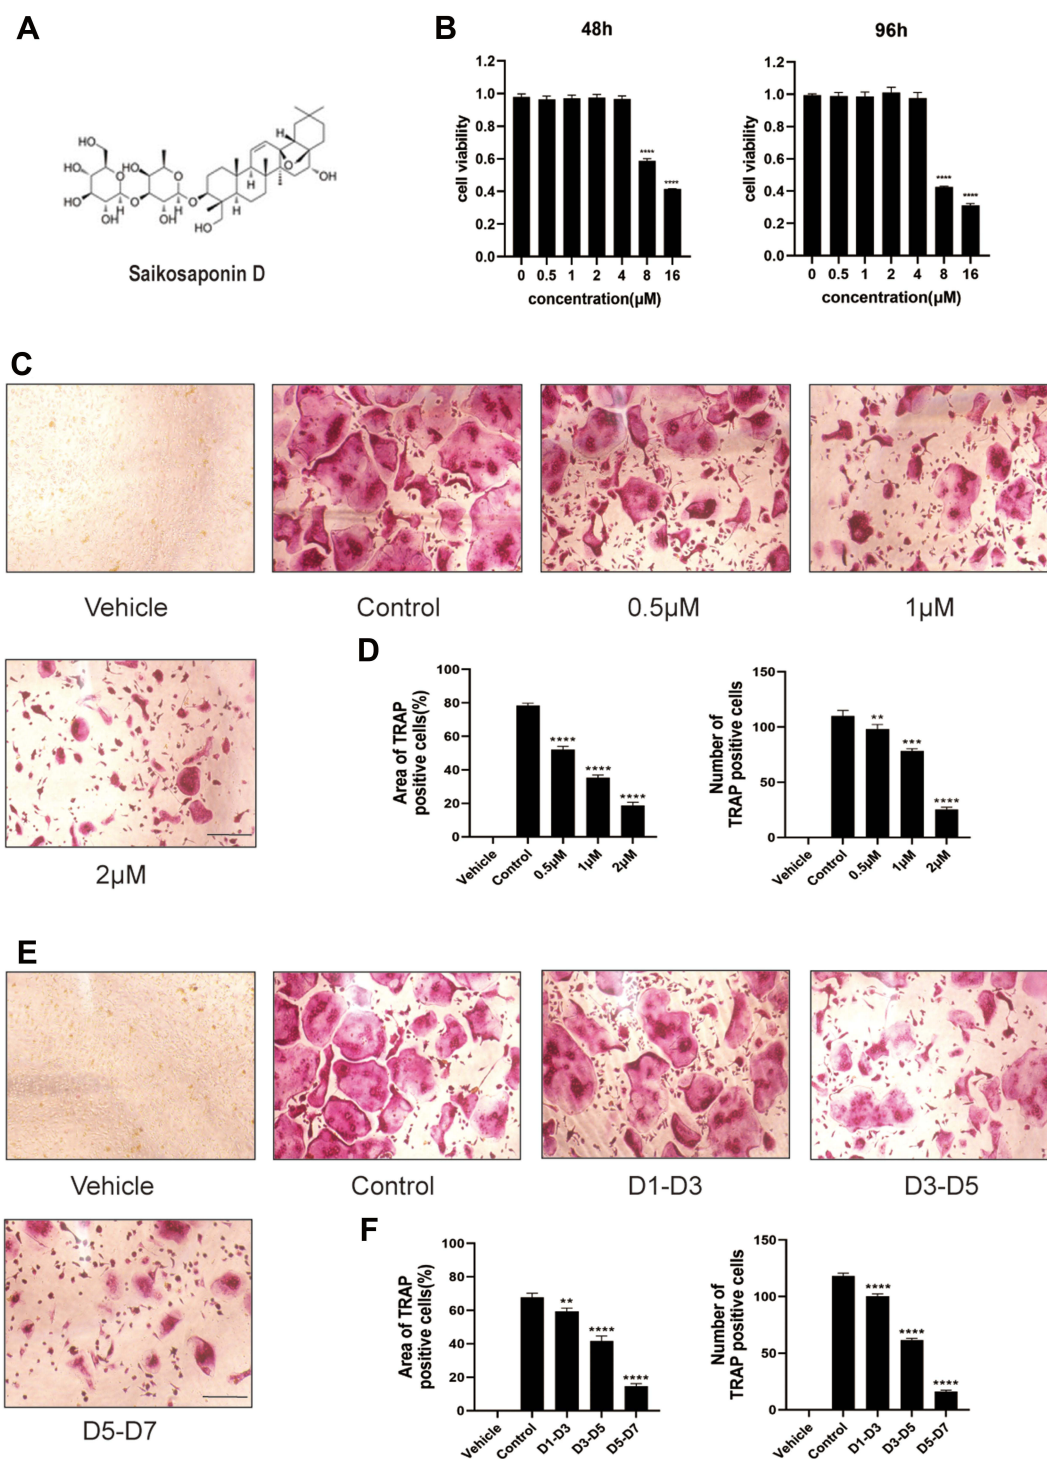 A
HO
HO
HO
OH
O
O
HO
O
OH
H
H
O
H
H
HO
H
O
OH
Saikosaponin D
B
48h
cell viability
1.2
1.0
0.8
0.6
0.4
0.2
0.0
****
****
0 0.5 1 2 4 8 16
concentration(μM)
96h
cell viability
1.2
1.0
0.8
0.6
0.4
0.2
0.0
****
****
0 0.5 1 2 4 8 16
concentration(μM)
C
Vehicle
Control
0.5μM
1μM
2μM
D
Area of TRAP
positive cells(%)
100
80
60
40
20
0
****
****
****
Vehicle
Control
0.5μM
1μM
2μM
Number of
TRAP positive cells
150
100
50
0
**
***
****
Vehicle
Control
0.5μM
1μM
2μM
E
Vehicle
Control
D1-D3
D3-D5
D5-D7
F
Area of TRAP
positive cells(%)
100
80
60
40
20
0
**
****
****
Vehicle
Control
D1-D3
D3-D5
D5-D7
Number of
TRAP positive cells
150
100
50
0
****
****
****
Vehicle
Control
D1-D3
D3-D5
D5-D7